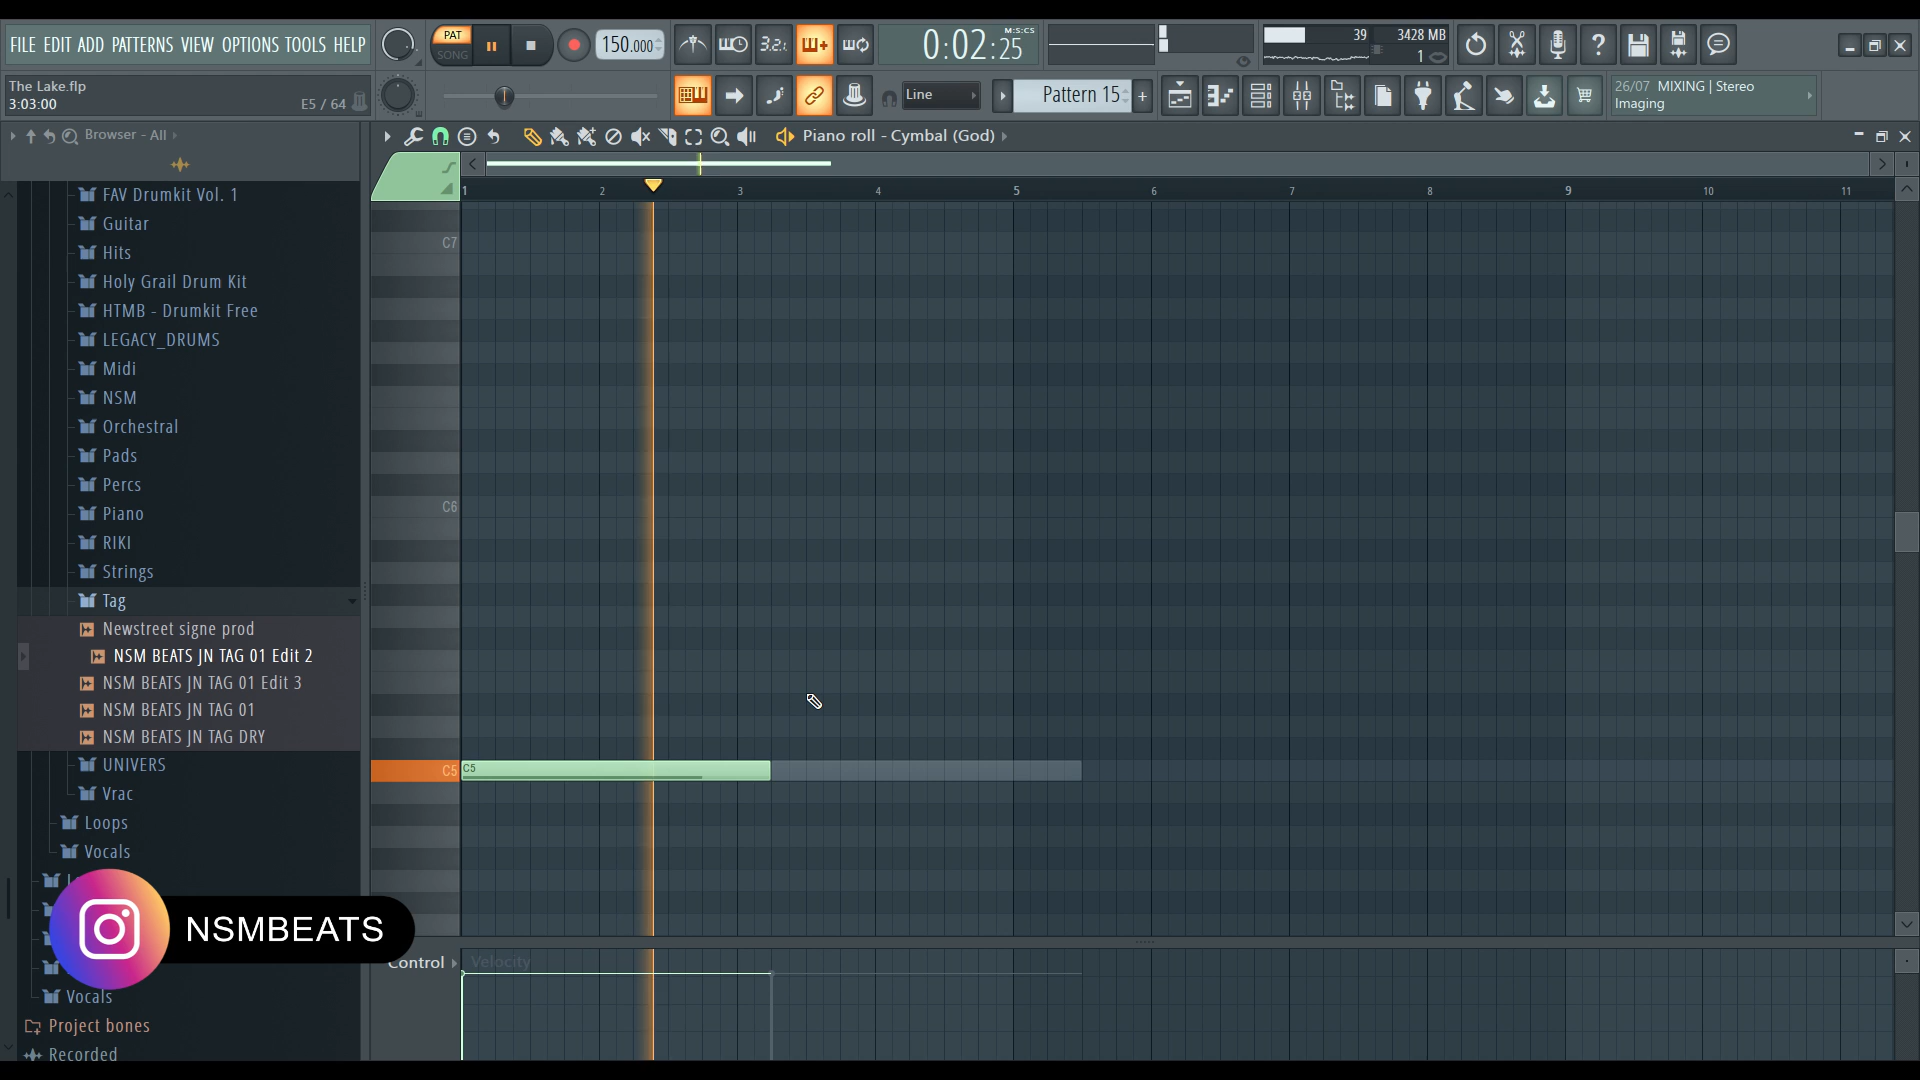 FILE EDIT ADD PATTERNS VIEW OPTIONS TOOLS HELP
PAT
SONG
150.000
3.2.
M:S:CS
0:02:25
39
3428 MB
1
The Lake.flp
3:03:00
E5 / 64
Line
Pattern 15
+
26/07 MIXING | Stereo
Imaging
Browser - All
Piano roll - Cymbal (God)
1 2 3 4 5 6 7 8 9 10 11
FAV Drumkit Vol. 1
Guitar
Hits
Holy Grail Drum Kit
HTMB - Drumkit Free
LEGACY_DRUMS
Midi
NSM
Orchestral
Pads
Percs
Piano
RIKI
Strings
Tag
Newstreet signe prod
NSM BEATS JN TAG 01 Edit 2
NSM BEATS JN TAG 01 Edit 3
NSM BEATS JN TAG 01
NSM BEATS JN TAG DRY
UNIVERS
Vrac
Loops
Vocals
NSMBEATS
Vocals
Project bones
Recorded
C7
C6
C5
C5
Control
Velocity